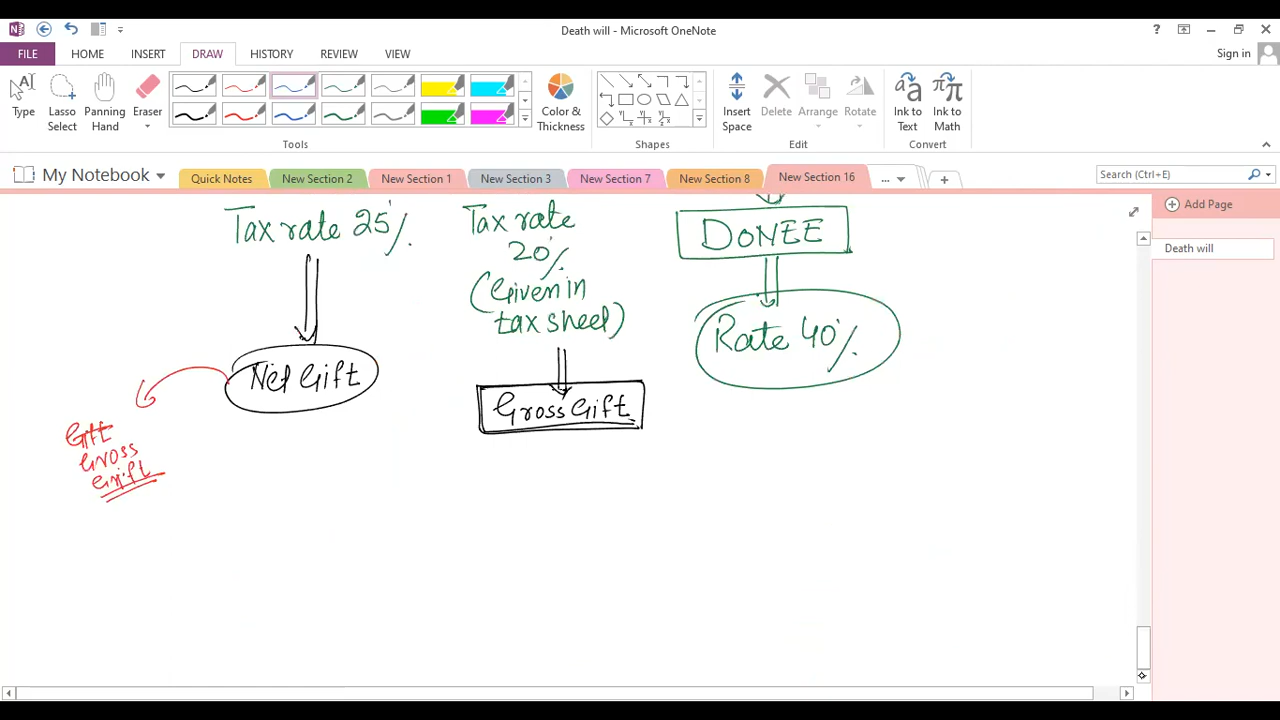 Death will - Microsoft OneNote
FILE HOME INSERT DRAW HISTORY REVIEW VIEW
Sign in
Type
Lasso Select
Panning Hand
Eraser
Color & Thickness
Insert Space
Delete
Arrange
Rotate
Ink to Text
Ink to Math
Tools
Shapes
Edit
Convert
My Notebook
Quick Notes
New Section 2
New Section 1
New Section 3
New Section 7
New Section 8
New Section 16
...
Search (Ctrl+E)
Add Page
Death will
Tax rate 25%
Net Gift
Gross
Gift
Tax rate
20%
(Given in
tax sheet)
Gross Gift
DONEE
Rate 40%